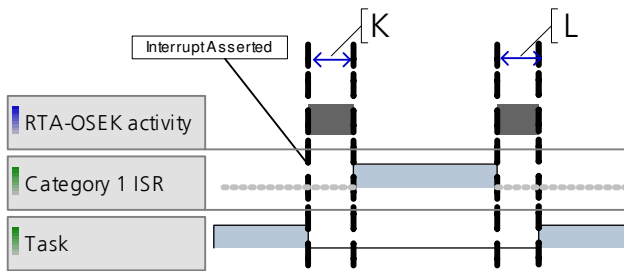 K
L
Interrupt Asserted
RTA-OSEK activity
Category 1 ISR
Task